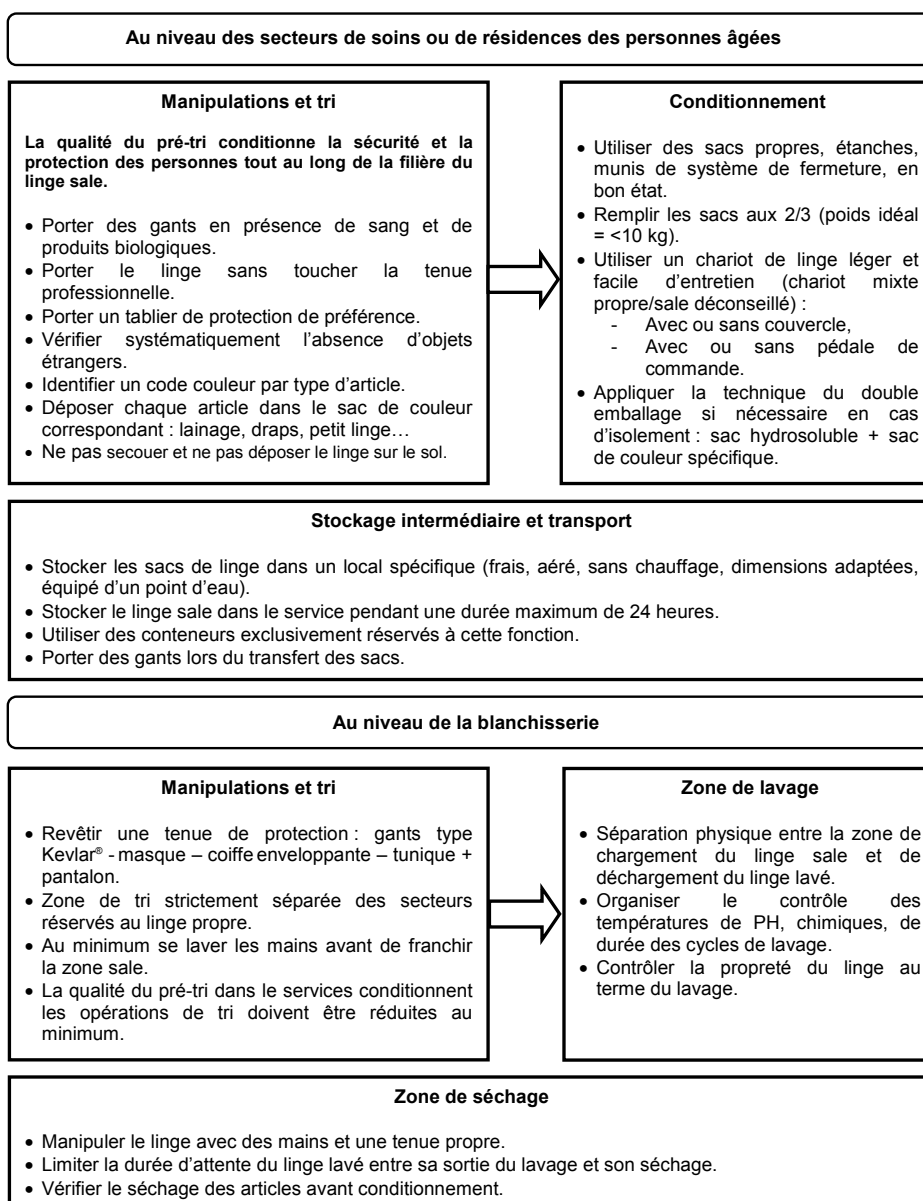 Au niveau des secteurs de soins ou de résidences des personnes âgées
Manipulations et tri
La qualité du pré-tri conditionne la sécurité et la
protection des personnes tout au long de la filière du
linge sale.
• Porter des gants en présence de sang et de
produits biologiques.
• Porter le linge sans toucher la tenue
professionnelle.
• Porter un tablier de protection de préférence.
• Vérifier systématiquement l'absence d'objets
étrangers.
• Identifier un code couleur par type d'article.
• Déposer chaque article dans le sac de couleur
correspondant : lainage, draps, petit linge…
• Ne pas secouer et ne pas déposer le linge sur le sol.
Conditionnement
• Utiliser des sacs propres, étanches,
munis de système de fermeture, en
bon état.
• Remplir les sacs aux 2/3 (poids idéal
= <10 kg).
• Utiliser un chariot de linge léger et
facile d'entretien (chariot mixte
propre/sale déconseillé) :
- Avec ou sans couvercle,
- Avec ou sans pédale de
commande.
• Appliquer la technique du double
emballage si nécessaire en cas
d'isolement : sac hydrosoluble + sac
de couleur spécifique.
Stockage intermédiaire et transport
• Stocker les sacs de linge dans un local spécifique (frais, aéré, sans chauffage, dimensions adaptées,
équipé d'un point d'eau).
• Stocker le linge sale dans le service pendant une durée maximum de 24 heures.
• Utiliser des conteneurs exclusivement réservés à cette fonction.
• Porter des gants lors du transfert des sacs.
Au niveau de la blanchisserie
Manipulations et tri
• Revêtir une tenue de protection : gants type
Kevlar® - masque – coiffe enveloppante – tunique +
pantalon.
• Zone de tri strictement séparée des secteurs
réservés au linge propre.
• Au minimum se laver les mains avant de franchir
la zone sale.
• La qualité du pré-tri dans le services conditionnent
les opérations de tri doivent être réduites au
minimum.
Zone de lavage
• Séparation physique entre la zone de
chargement du linge sale et de
déchargement du linge lavé.
• Organiser le contrôle des
températures de PH, chimiques, de
durée des cycles de lavage.
• Contrôler la propreté du linge au
terme du lavage.
Zone de séchage
• Manipuler le linge avec des mains et une tenue propre.
• Limiter la durée d'attente du linge lavé entre sa sortie du lavage et son séchage.
• Vérifier le séchage des articles avant conditionnement.